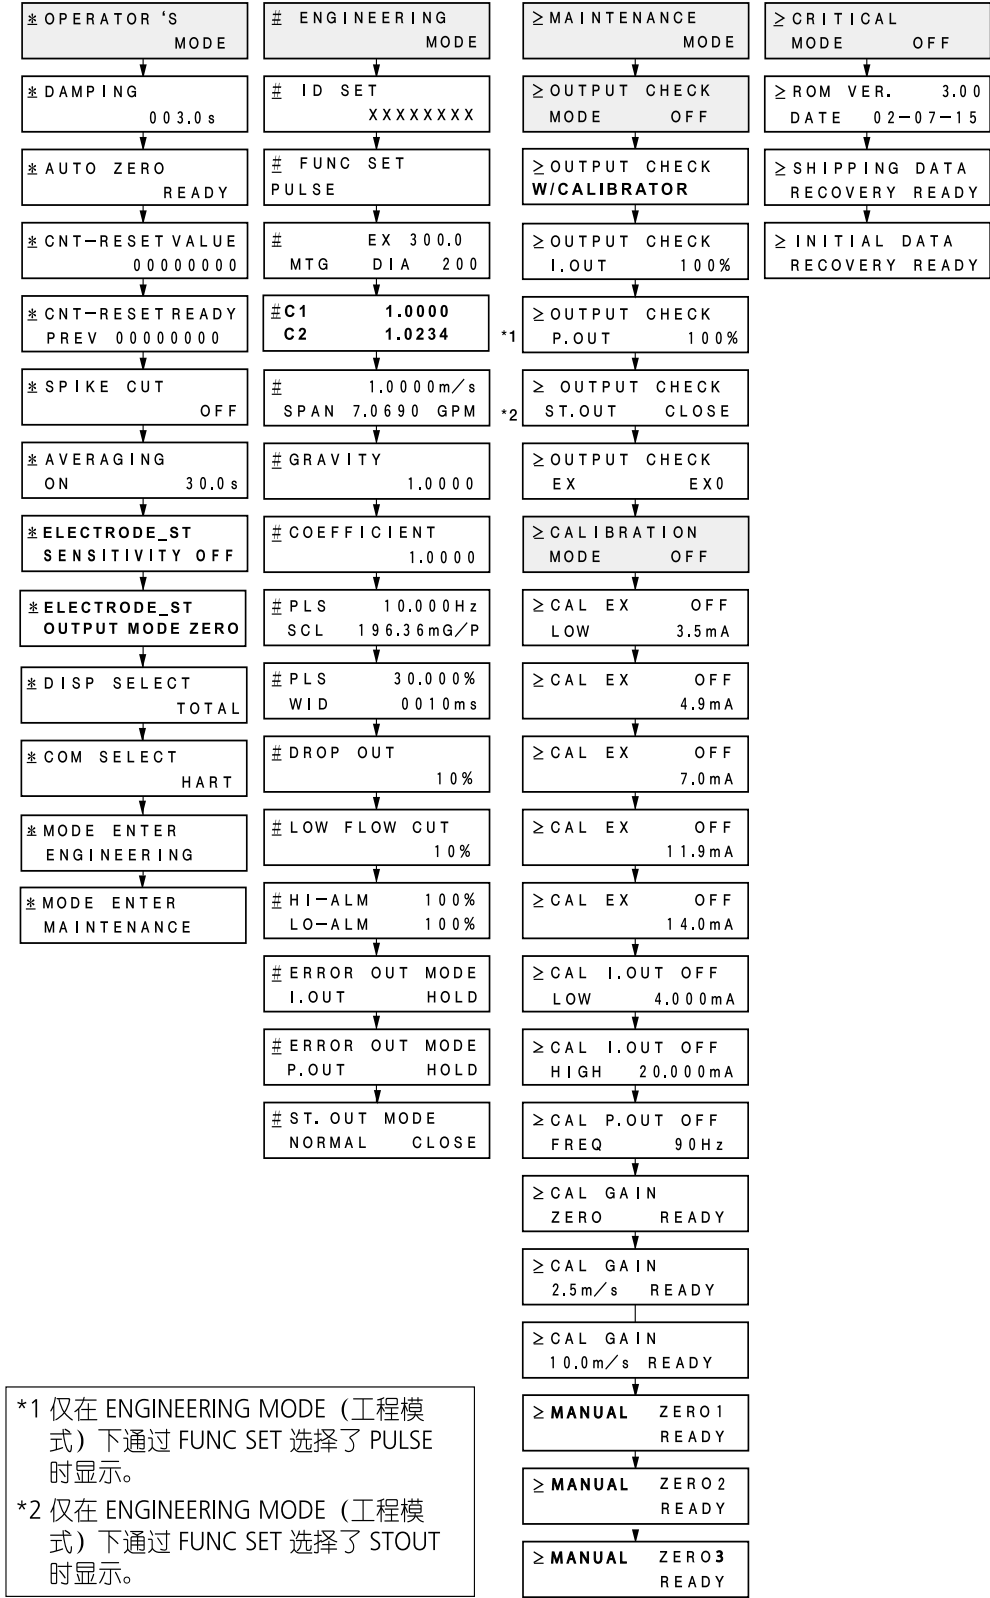 * OPERATOR 'S
MODE
* DAMPING
003.0s
* AUTO ZERO
READY
* CNT-RESET VALUE
00000000
* CNT-RESET READY
PREV 00000000
* SPIKE CUT
OFF
* AVERAGING
ON 30.0s
* ELECTRODE_ST
SENSITIVITY OFF
* ELECTRODE_ST
OUTPUT MODE ZERO
* DISP SELECT
TOTAL
* COM SELECT
HART
* MODE ENTER
ENGINEERING
* MODE ENTER
MAINTENANCE
# ENGINEERING
MODE
# ID SET
XXXXXXXX
# FUNC SET
PULSE
# EX 300.0
MTG DIA 200
#C1 1.0000
C2 1.0234
# 1.0000m/s
SPAN 7.0690 GPM
# GRAVITY
1.0000
# COEFFICIENT
1.0000
# PLS 10.000Hz
SCL 196.36mG/P
# PLS 30.000%
WID 0010ms
# DROP OUT
10%
# LOW FLOW CUT
10%
# HI-ALM 100%
LO-ALM 100%
# ERROR OUT MODE
I.OUT HOLD
# ERROR OUT MODE
P.OUT HOLD
# ST. OUT MODE
NORMAL CLOSE
≥ MAINTENANCE
MODE
≥ OUTPUT CHECK
MODE OFF
≥ OUTPUT CHECK
W/CALIBRATOR
≥ OUTPUT CHECK
I.OUT 100%
*1
≥ OUTPUT CHECK
P.OUT 100%
*2
≥ OUTPUT CHECK
ST.OUT CLOSE
≥ OUTPUT CHECK
EX EX0
≥ CALIBRATION
MODE OFF
≥ CAL EX OFF
LOW 3.5mA
≥ CAL EX OFF
4.9mA
≥ CAL EX OFF
7.0mA
≥ CAL EX OFF
11.9mA
≥ CAL EX OFF
14.0mA
≥ CAL I.OUT OFF
LOW 4.000mA
≥ CAL I.OUT OFF
HIGH 20.000mA
≥ CAL P.OUT OFF
FREQ 90Hz
≥ CAL GAIN
ZERO READY
≥ CAL GAIN
2.5m/s READY
≥ CAL GAIN
10.0m/s READY
≥ MANUAL ZERO1
READY
≥ MANUAL ZERO2
READY
≥ MANUAL ZERO3
READY
≥ CRITICAL
MODE OFF
≥ ROM VER. 3.00
DATE 02-07-15
≥ SHIPPING DATA
RECOVERY READY
≥ INITIAL DATA
RECOVERY READY
*1 仅在 ENGINEERING MODE（工程模
式）下通过 FUNC SET 选择了 PULSE
时显示。
*2 仅在 ENGINEERING MODE（工程模
式）下通过 FUNC SET 选择了 STOUT
时显示。